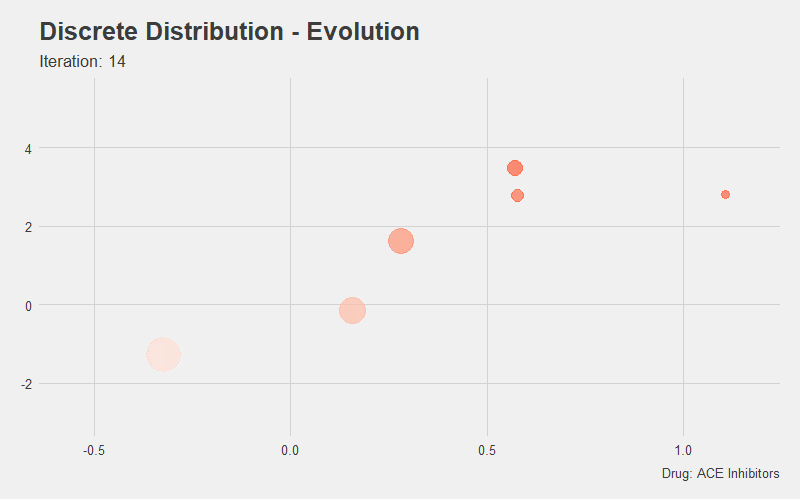 Discrete Distribution - Evolution
Iteration: 14
4
2
0
-2
-0.5 0.0 0.5 1.0
Drug: ACE Inhibitors